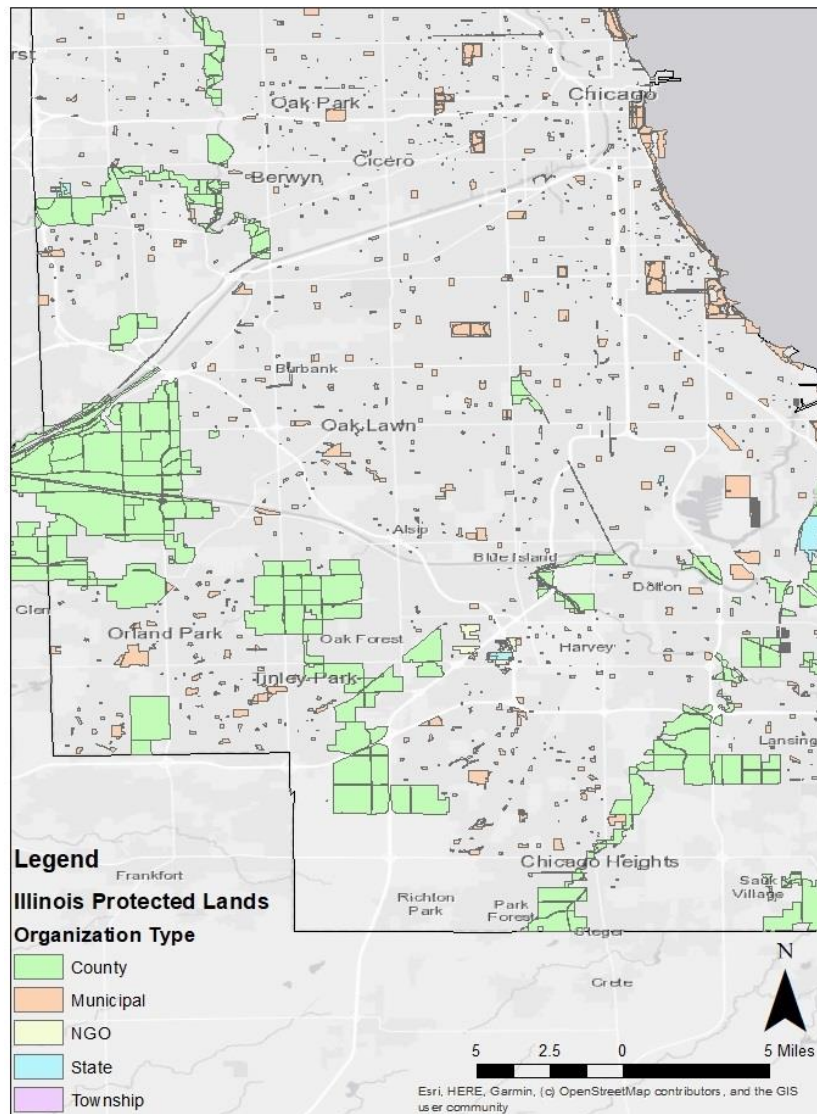 rst
Oak Park
Chicago
Cicero
Berwyn
Burbank
Oak Lawn
Alsip
Blue Island
Dolton
Glen
Orland Park
Oak Forest
Harvey
Tinley Park
Lansing
Legend
Illinois Protected Lands
Organization Type
County
Municipal
NGO
State
Township
Frankfort
Chicago Heights
Richton
Park
Park
Forest
Sauk
Village
Steger
Crete
N
5 2.5 0 5 Miles
Esri, HERE, Garmin, (c) OpenStreetMap contributors, and the GIS
user community